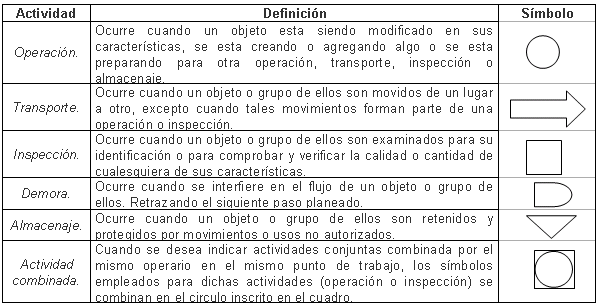 Actividad Definición Símbolo
Operación.
Ocurre cuando un objeto esta siendo modificado en sus
características, se esta creando o agregando algo o se esta
preparando para otra operación, transporte, inspección o
almacenaje.
Transporte.
Ocurre cuando un objeto o grupo de ellos son movidos de un lugar
a otro, excepto cuando tales movimientos forman parte de una
operación o inspección.
Inspección.
Ocurre cuando un objeto o grupo de ellos son examinados para su
identificación o para comprobar y verificar la calidad o cantidad de
cualesquiera de sus características.
Demora.
Ocurre cuando se interfiere en el flujo de un objeto o grupo de
ellos. Retrazando el siguiente paso planeado.
Almacenaje.
Ocurre cuando un objeto o grupo de ellos son retenidos y
protegidos por movimientos o usos no autorizados.
Actividad
combinada.
Cuando se desea indicar actividades conjuntas combinada por el
mismo operario en el mismo punto de trabajo, los símbolos
empleados para dichas actividades (operación o inspección) se
combinan en el circulo inscrito en el cuadro.